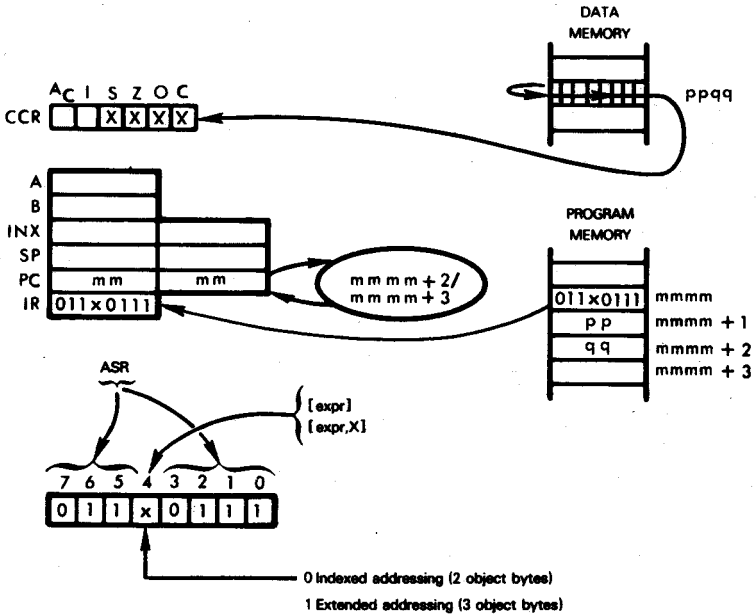 DATA
MEMORY
ppqq
AC I S Z O C
CCR X X X X
A
B
INX
SP
PC mm mm
IR 011x0111
mmmm+2/
mmmm+3
PROGRAM
MEMORY
011x0111 mmmm
pp mmmm + 1
qq mmmm + 2
mmmm + 3
ASR
[expr]
[expr,X]
7 6 5 4 3 2 1 0
0 1 1 x 0 1 1 1
0 Indexed addressing (2 object bytes)
1 Extended addressing (3 object bytes)